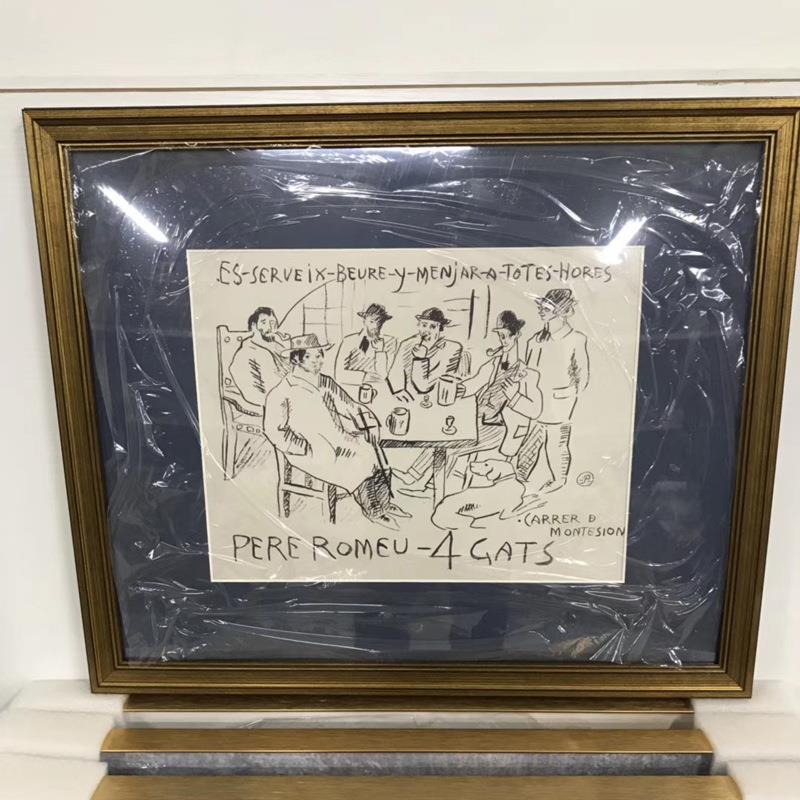 ES-SERVEIX-BEURE-Y-MENJAR-A-TOTES-HORES
·CARRER D
MONTESION
PERE ROMEU-4 GATS